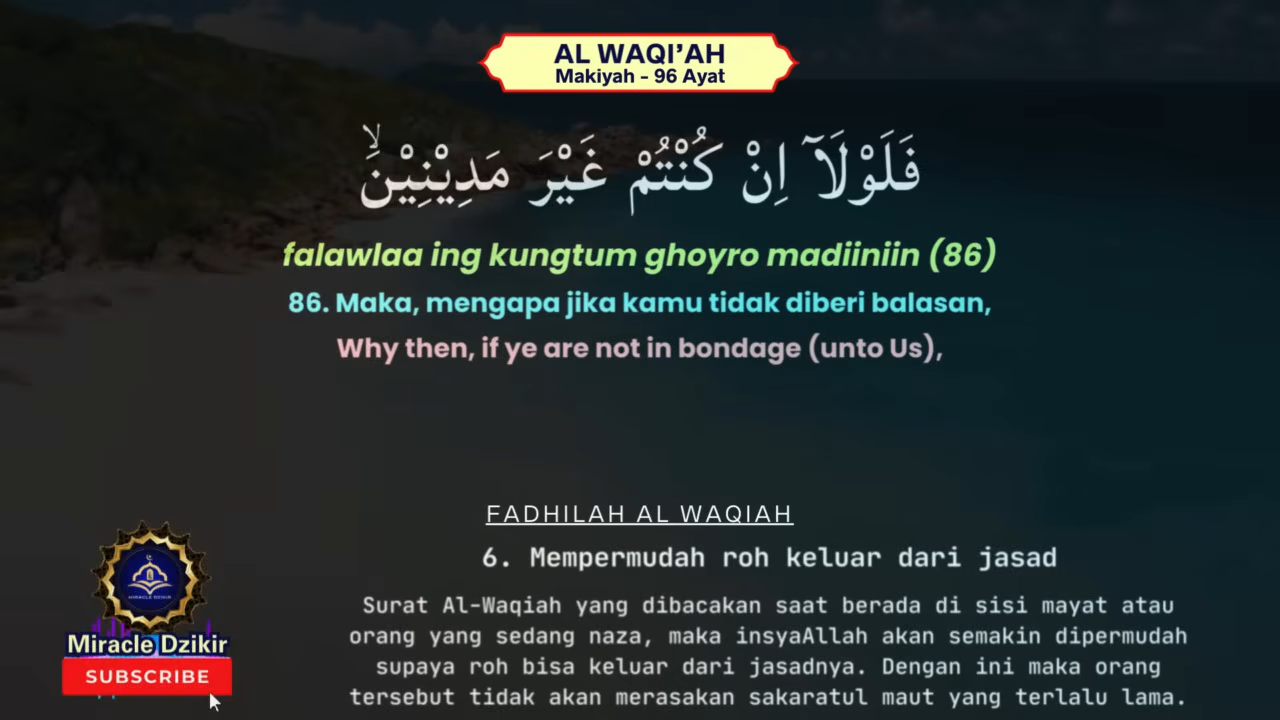 AL WAQI’AH
Makiyah - 96 Ayat
فَلَوْلَآ اِنْ كُنْتُمْ غَيْرَ مَدِيْنِيْنَۙ
falawlaa ing kungtum ghoyro madiiniin (86)
86. Maka, mengapa jika kamu tidak diberi balasan,
Why then, if ye are not in bondage (unto Us),
FADHILAH AL WAQIAH
6. Mempermudah roh keluar dari jasad
Surat Al-Waqiah yang dibacakan saat berada di sisi mayat atau
orang yang sedang naza, maka insyaAllah akan semakin dipermudah
supaya roh bisa keluar dari jasadnya. Dengan ini maka orang
tersebut tidak akan merasakan sakaratul maut yang terlalu lama.
MIRACLE DZIKIR
Miracle Dzikir
SUBSCRIBE